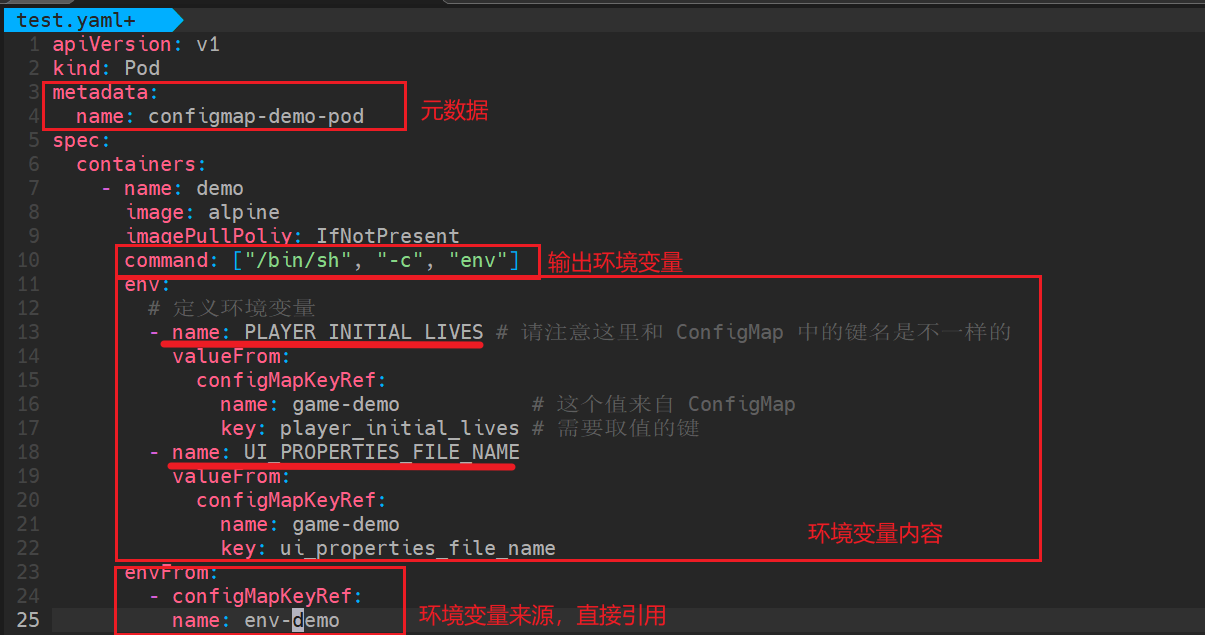 test.yaml+
1 apiVersion: v1
2 kind: Pod
3 metadata:
4 name: configmap-demo-pod
元数据
5 spec:
6 containers:
7 - name: demo
8 image: alpine
9 imagePullPoliy: IfNotPresent
10 command: ["/bin/sh", "-c", "env"]
输出环境变量
11 env:
12 # 定义环境变量
13 - name: PLAYER_INITIAL_LIVES # 请注意这里和 ConfigMap 中的键名是不一样的
14 valueFrom:
15 configMapKeyRef:
16 name: game-demo # 这个值来自 ConfigMap
17 key: player_initial_lives # 需要取值的键
18 - name: UI_PROPERTIES_FILE_NAME
19 valueFrom:
20 configMapKeyRef:
21 name: game-demo
22 key: ui_properties_file_name
环境变量内容
23 envFrom:
24 - configMapKeyRef:
25 name: env-demo
环境变量来源，直接引用